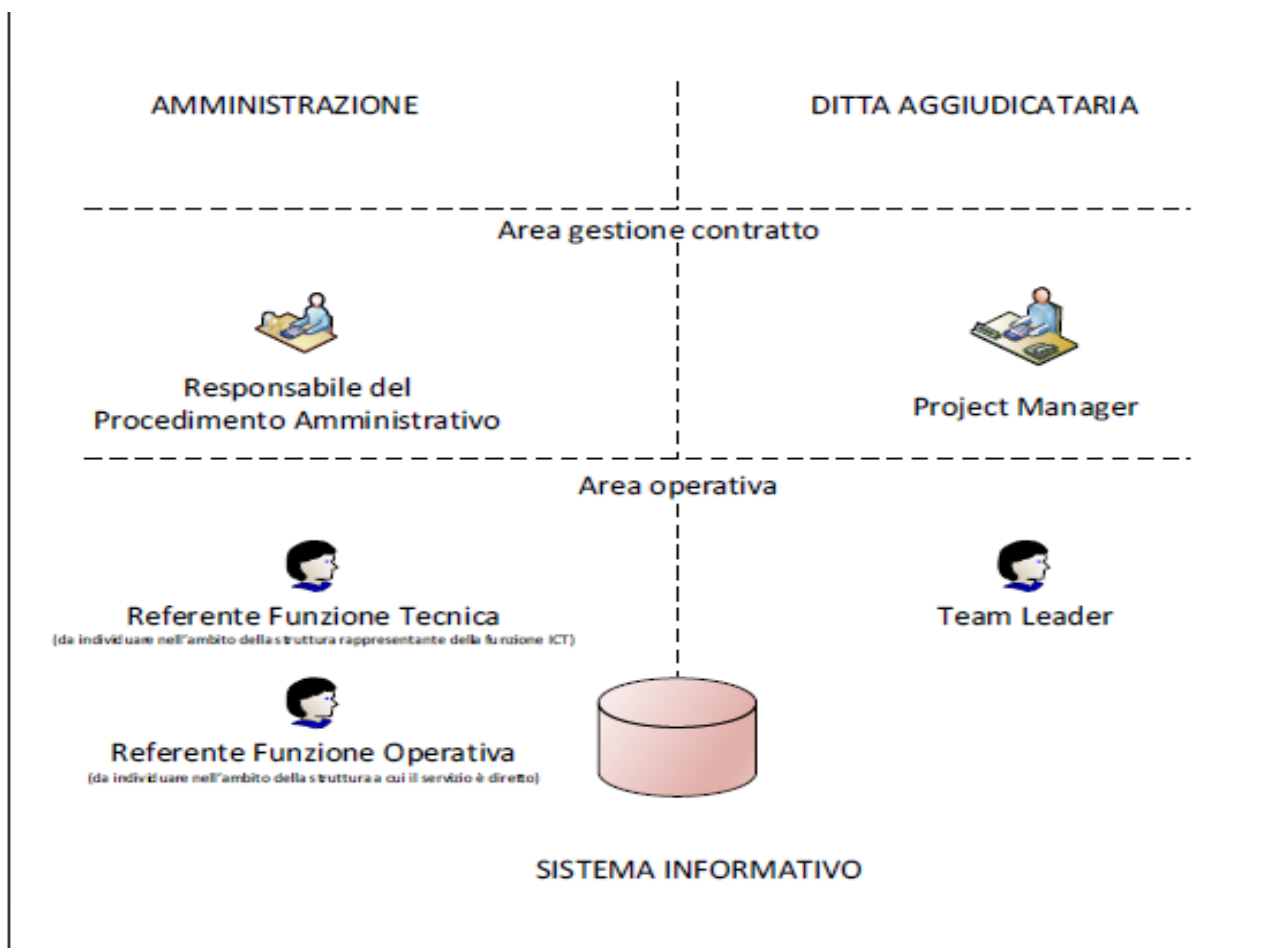 AMMINISTRAZIONE
DITTA AGGIUDICATARIA
Area gestione contratto
Responsabile del
Procedimento Amministrativo
Project Manager
Area operativa
Referente Funzione Tecnica
(da individuare nell'ambito della struttura rappresentante della funzione ICT)
Team Leader
Referente Funzione Operativa
(da individuare nell'ambito della struttura a cui il servizio è diretto)
SISTEMA INFORMATIVO